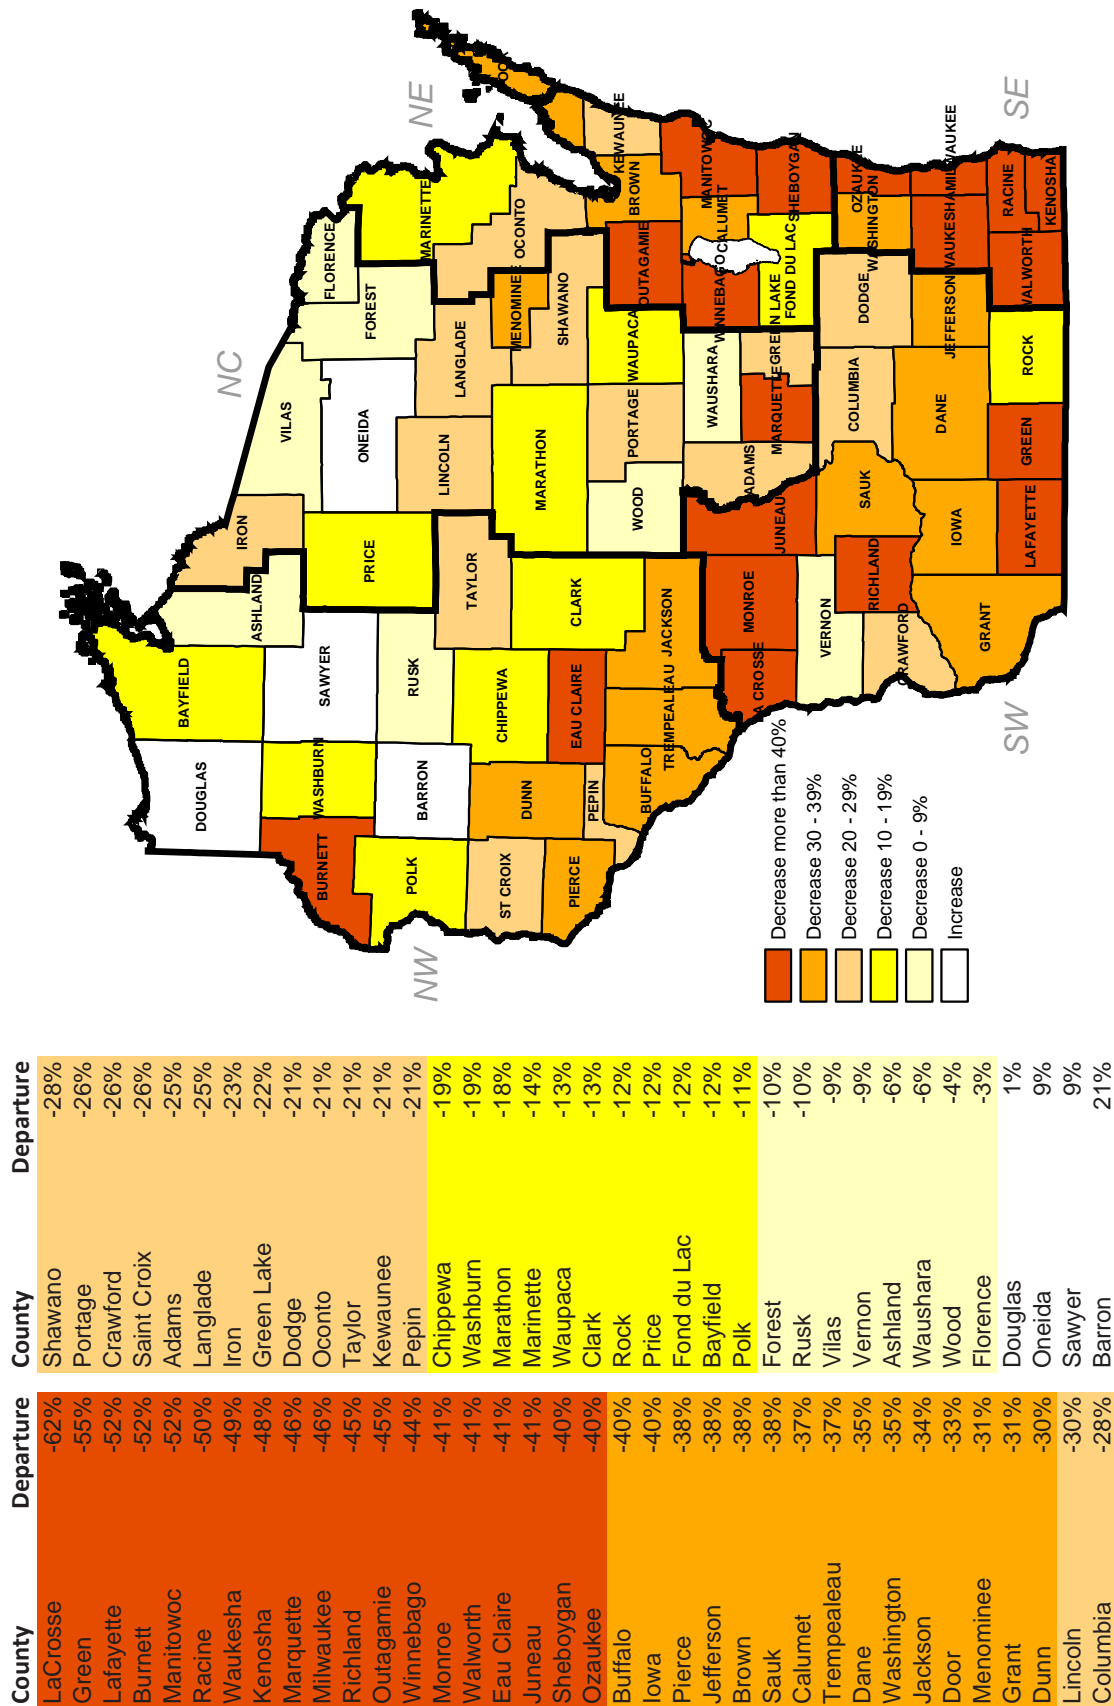 County Departure
LaCrosse -62%
Green -55%
Lafayette -52%
Burnett -52%
Manitowoc -52%
Racine -50%
Waukesha -49%
Kenosha -48%
Marquette -46%
Milwaukee -46%
Richland -45%
Outagamie -45%
Winnebago -44%
Monroe -41%
Walworth -41%
Eau Claire -41%
Juneau -41%
Sheboygan -40%
Ozaukee -40%
Buffalo -40%
Iowa -40%
Pierce -38%
Jefferson -38%
Brown -38%
Sauk -38%
Calumet -37%
Trempealeau -37%
Dane -35%
Washington -35%
Jackson -34%
Door -33%
Menominee -31%
Grant -31%
Dunn -30%
Lincoln -30%
Columbia -28%
County Departure
Shawano -28%
Portage -26%
Crawford -26%
Saint Croix -26%
Adams -25%
Langlade -25%
Iron -23%
Green Lake -22%
Dodge -21%
Oconto -21%
Taylor -21%
Kewaunee -21%
Pepin -21%
Chippewa -19%
Washburn -19%
Marathon -18%
Marinette -14%
Waupaca -13%
Clark -13%
Rock -12%
Price -12%
Fond du Lac -12%
Bayfield -12%
Polk -11%
Forest -10%
Rusk -10%
Vilas -9%
Vernon -9%
Ashland -6%
Waushara -6%
Wood -4%
Florence -3%
Douglas 1%
Oneida 9%
Sawyer 9%
Barron 21%
NW
NC
NE
SW
SE
DOUGLAS
BAYFIELD
ASHLAND
IRON
VILAS
FLORENCE
BURNETT
WASHBURN
SAWYER
PRICE
ONEIDA
FOREST
MARINETTE
POLK
BARRON
RUSK
TAYLOR
LINCOLN
LANGLADE
OCONTO
ST CROIX
DUNN
CHIPPEWA
CLARK
MARATHON
MENOMINEE
SHAWANO
PIERCE
PEPIN
EAU CLAIRE
BUFFALO
TREMPEALEAU
JACKSON
WOOD
PORTAGE
WAUPACA
OUTAGAMIE
BROWN
KEWAUNEE
LA CROSSE
MONROE
JUNEAU
ADAMS
WAUSHARA
MARQUETTE
GREEN LAKE
WINNEBAGO
CALUMET
MANITOWOC
FOND DU LAC
SHEBOYGAN
VERNON
CRAWFORD
RICHLAND
SAUK
COLUMBIA
DODGE
WASHINGTON
OZAUKEE
GRANT
IOWA
DANE
JEFFERSON
WAUKESHA
MILWAUKEE
LAFAYETTE
GREEN
ROCK
WALWORTH
RACINE
KENOSHA
Decrease more than 40%
Decrease 30 - 39%
Decrease 20 - 29%
Decrease 10 - 19%
Decrease 0 - 9%
Increase